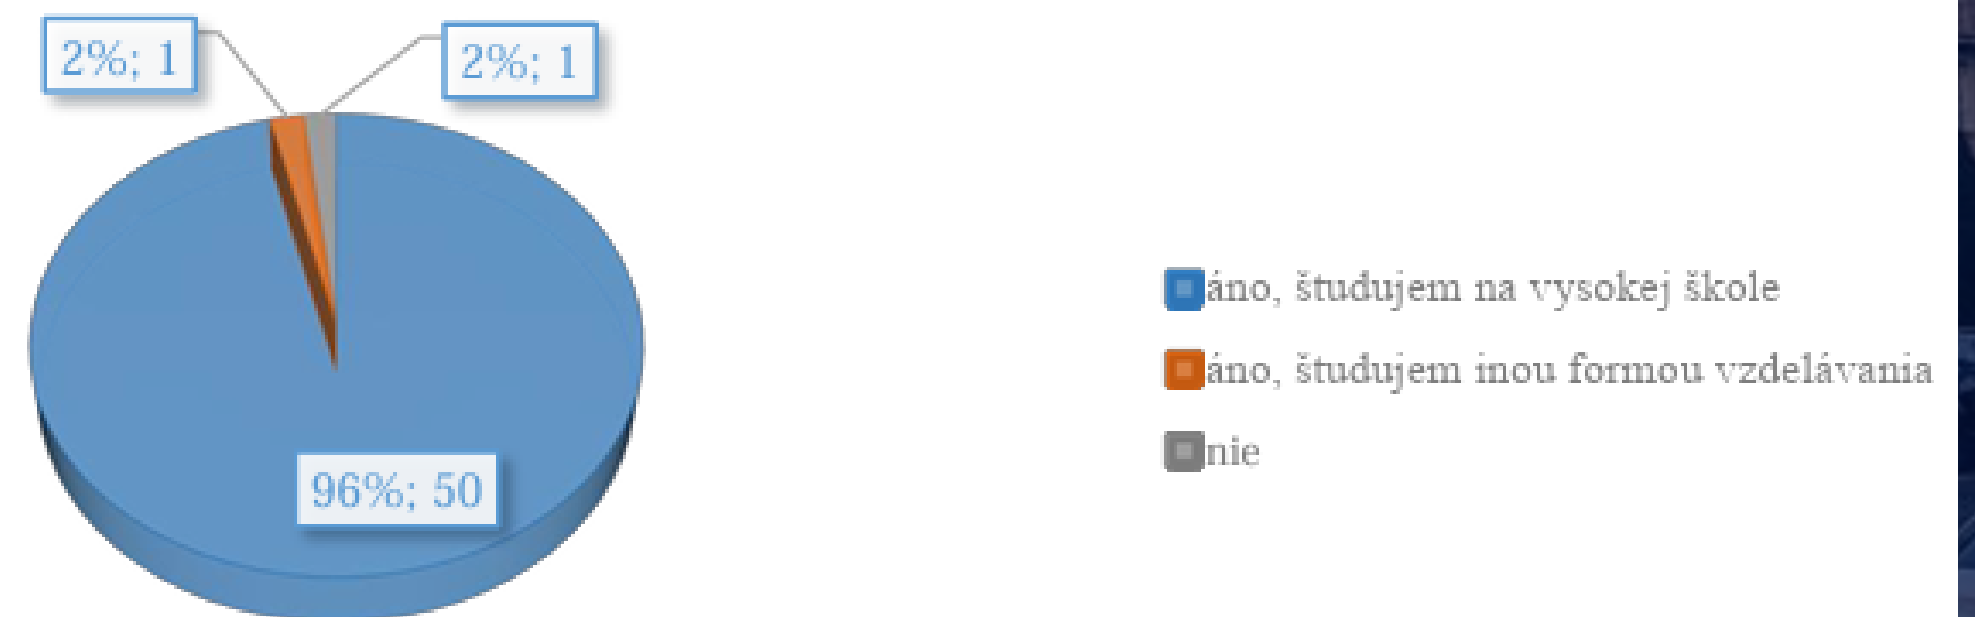 2%; 1
2%; 1
96%; 50
áno, študujem na vysokej škole
áno, študujem inou formou vzdelávania
nie